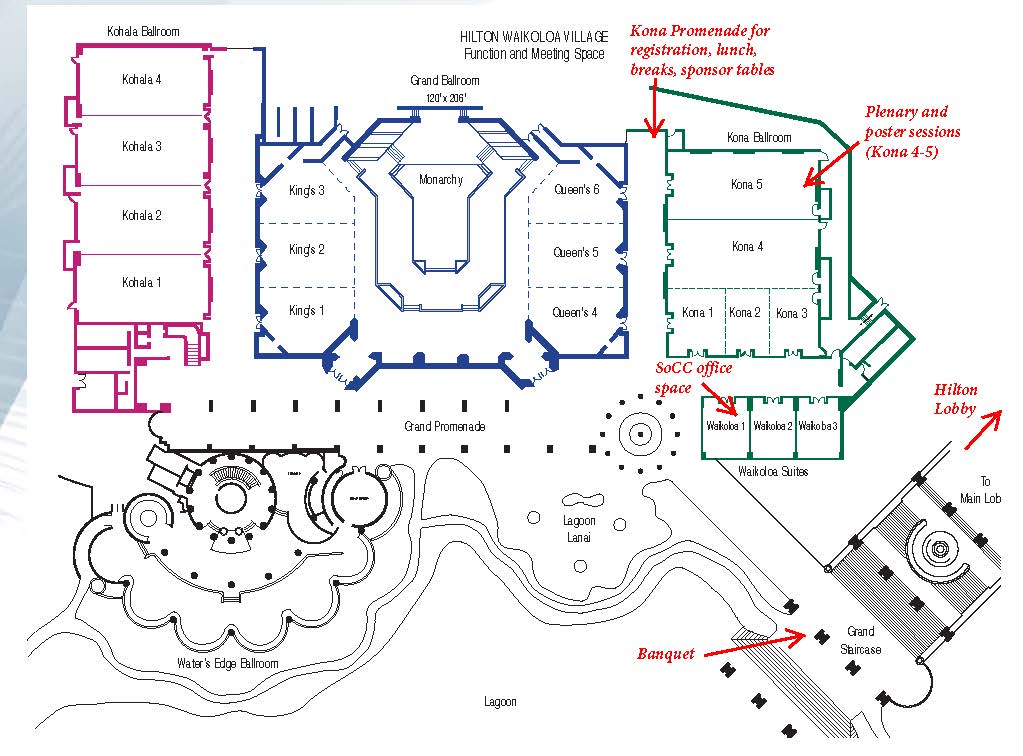 Kohala Ballroom
HILTON WAIKOLOA VILLAGE
Function and Meeting Space
Kona Promenade for
registration, lunch,
breaks, sponsor tables
Kohala 4
Grand Ballroom
120' x 206'
Plenary and
poster sessions
(Kona 4-5)
Kona Ballroom
Kohala 3
King's 3
Monarchy
Queen's 6
Kona 5
Kohala 2
King's 2
Queen's 5
Kona 4
Kohala 1
King's 1
Queen's 4
Kona 1
Kona 2
Kona 3
SoCC office
space
Hilton
Lobby
Grand Promenade
Waikoloa 1
Waikoloa 2
Waikoloa 3
Waikoloa Suites
To
Main Lob
Lagoon
Lanai
Grand
Staircase
Banquet
Water's Edge Ballroom
Lagoon